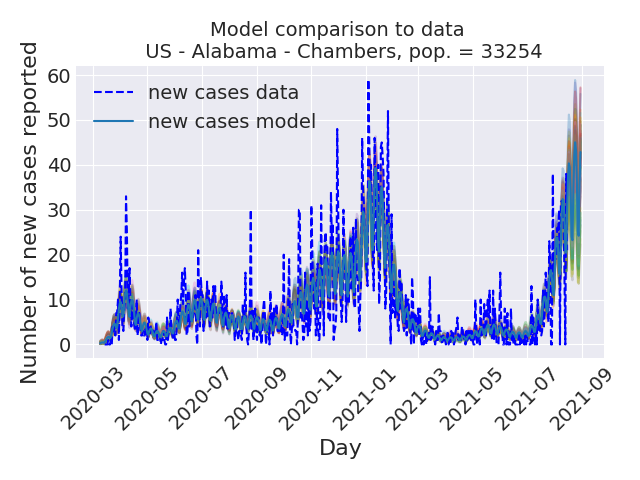 Model comparison to data
US - Alabama - Chambers, pop. = 33254
Number of new cases reported
60
50
40
30
20
10
0
new cases data
new cases model
2020-03
2020-05
2020-07
2020-09
2020-11
2021-01
2021-03
2021-05
2021-07
2021-09
Day